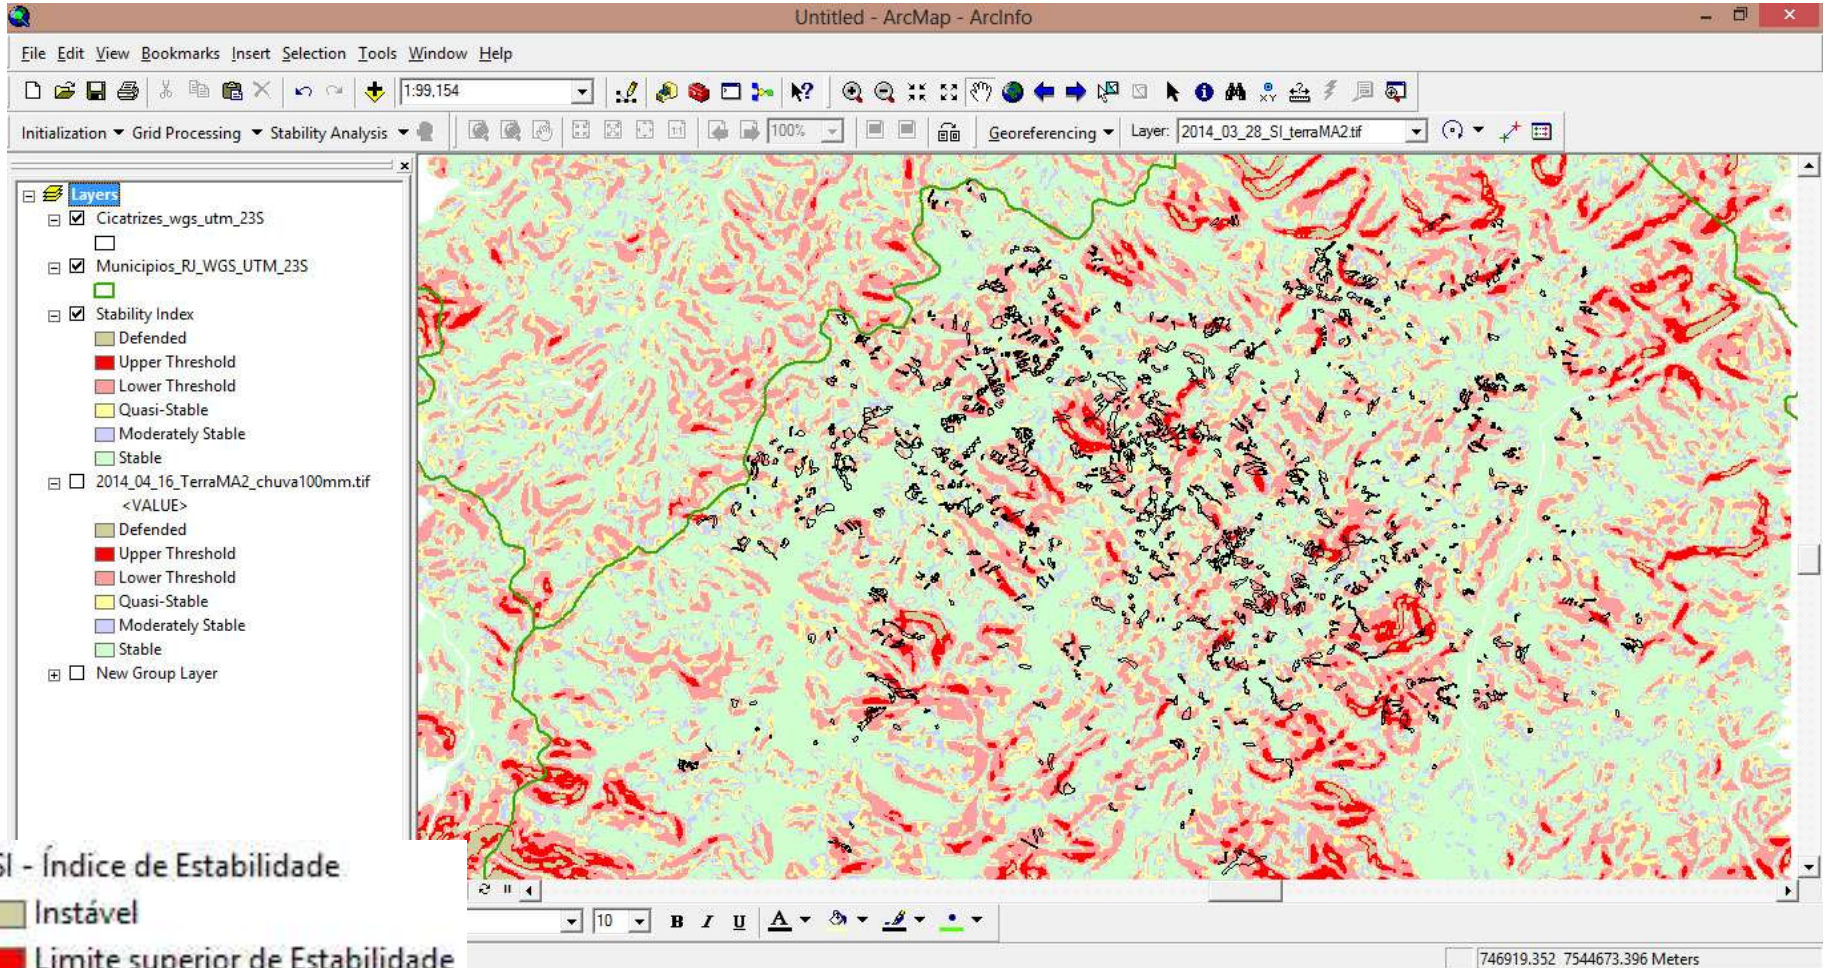 Untitled - ArcMap - ArcInfo
File Edit View Bookmarks Insert Selection Tools Window Help
1:99,154
Initialization Grid Processing Stability Analysis 100% Georeferencing Layer: 2014_03_28_SI_terraMA2.tif
Layers
Cicatrizes_wgs_utm_23S
Municipios_RJ_WGS_UTM_23S
Stability Index
Defended
Upper Threshold
Lower Threshold
Quasi-Stable
Moderately Stable
Stable
2014_04_16_TerraMA2_chuva100mm.tif
<VALUE>
Defended
Upper Threshold
Lower Threshold
Quasi-Stable
Moderately Stable
Stable
New Group Layer
SI - Índice de Estabilidade
Instável
Limite superior de Estabilidade
10 B I U A
746919.352 7544673.396 Meters